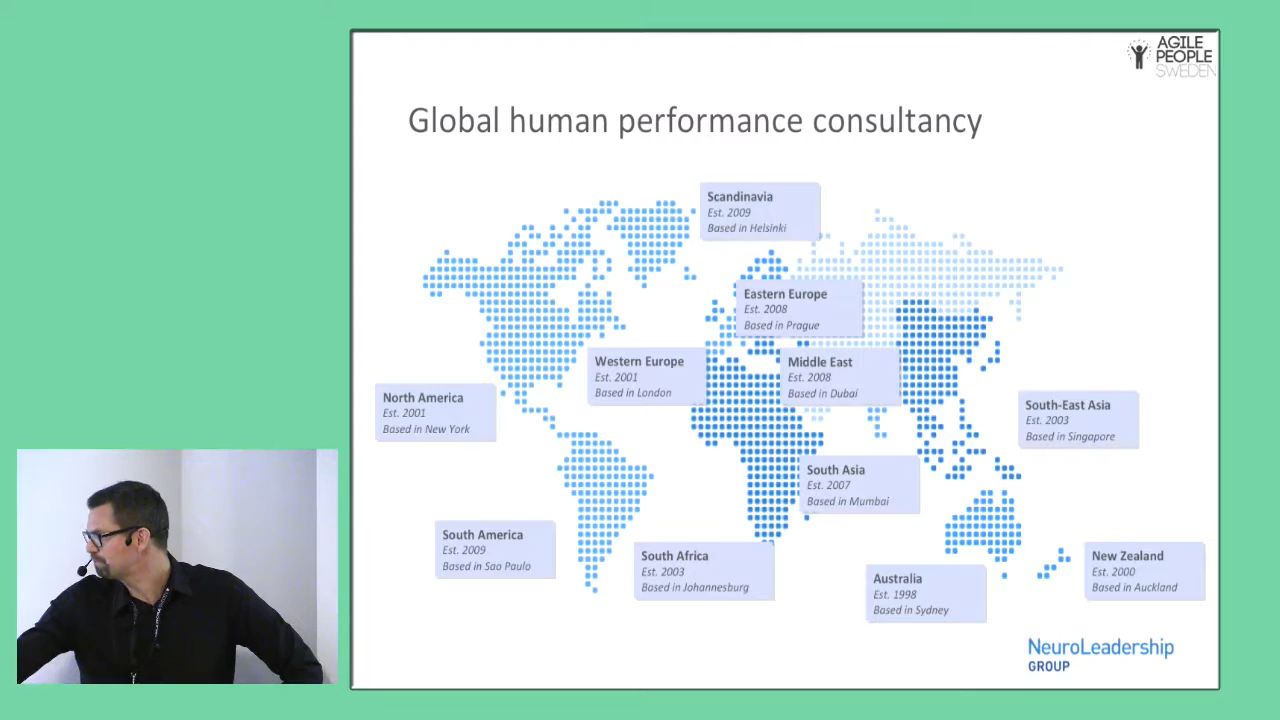 AGILE
PEOPLE
SWEDEN
Global human performance consultancy
Scandinavia
Est. 2009
Based in Helsinki
Eastern Europe
Est. 2008
Based in Prague
Western Europe
Est. 2001
Based in London
Middle East
Est. 2008
Based in Dubai
North America
Est. 2001
Based in New York
South-East Asia
Est. 2003
Based in Singapore
South Asia
Est. 2007
Based in Mumbai
South America
Est. 2009
Based in Sao Paulo
South Africa
Est. 2003
Based in Johannesburg
Australia
Est. 1998
Based in Sydney
New Zealand
Est. 2000
Based in Auckland
NeuroLeadership
GROUP